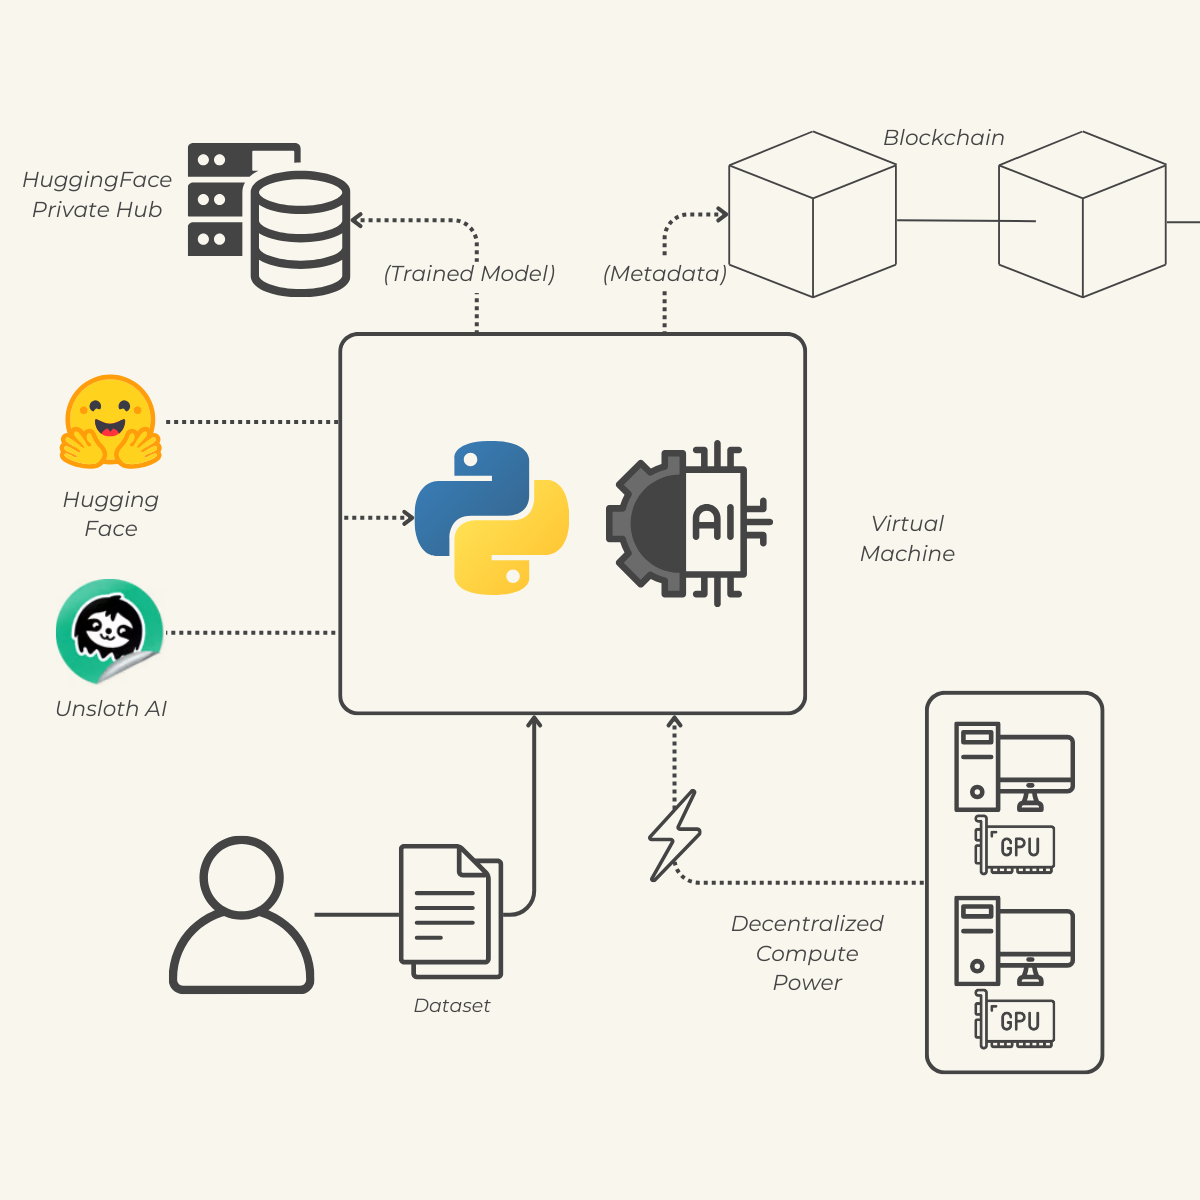 Blockchain
HuggingFace
Private Hub
(Trained Model)
(Metadata)
AI
Hugging
Face
Virtual
Machine
Unsloth AI
GPU
GPU
Decentralized
Compute
Power
Dataset